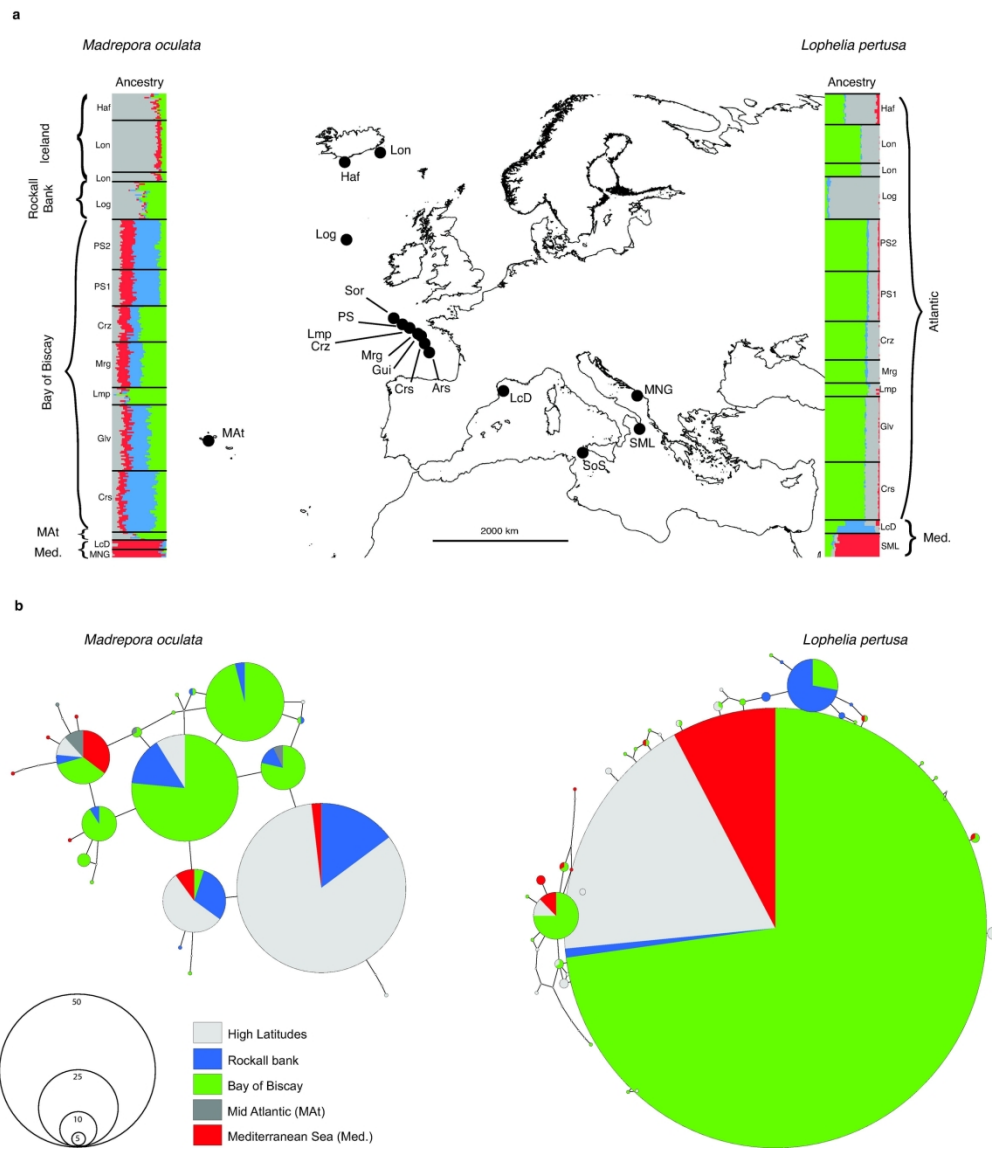 a
Madrepora oculata
Lophelia pertusa
Ancestry
Ancestry
Iceland
Rockall
Bank
Bay of Biscay
MAt
Med.
Haf
Lon
Lon
Log
PS2
PS1
Crz
Mrg
Lmp
Glv
Crs
LcD
MNG
Lon
Haf
Log
Sor
PS
Lmp
Crz
Mrg
Gui
Crs
Ars
MAt
LcD
MNG
SML
SoS
2000 km
Haf
Lon
Lon
Log
PS2
PS1
Crz
Mrg
Lmp
Glv
Crs
LcD
SML
Atlantic
Med.
b
Madrepora oculata
Lophelia pertusa
50
25
10
5
High Latitudes
Rockall bank
Bay of Biscay
Mid Atlantic (MAt)
Mediterranean Sea (Med.)